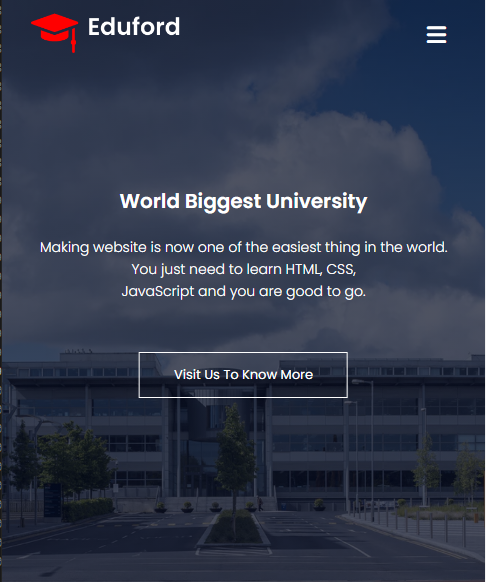 Eduford
World Biggest University
Making website is now one of the easiest thing in the world.
You just need to learn HTML, CSS,
JavaScript and you are good to go.
Visit Us To Know More